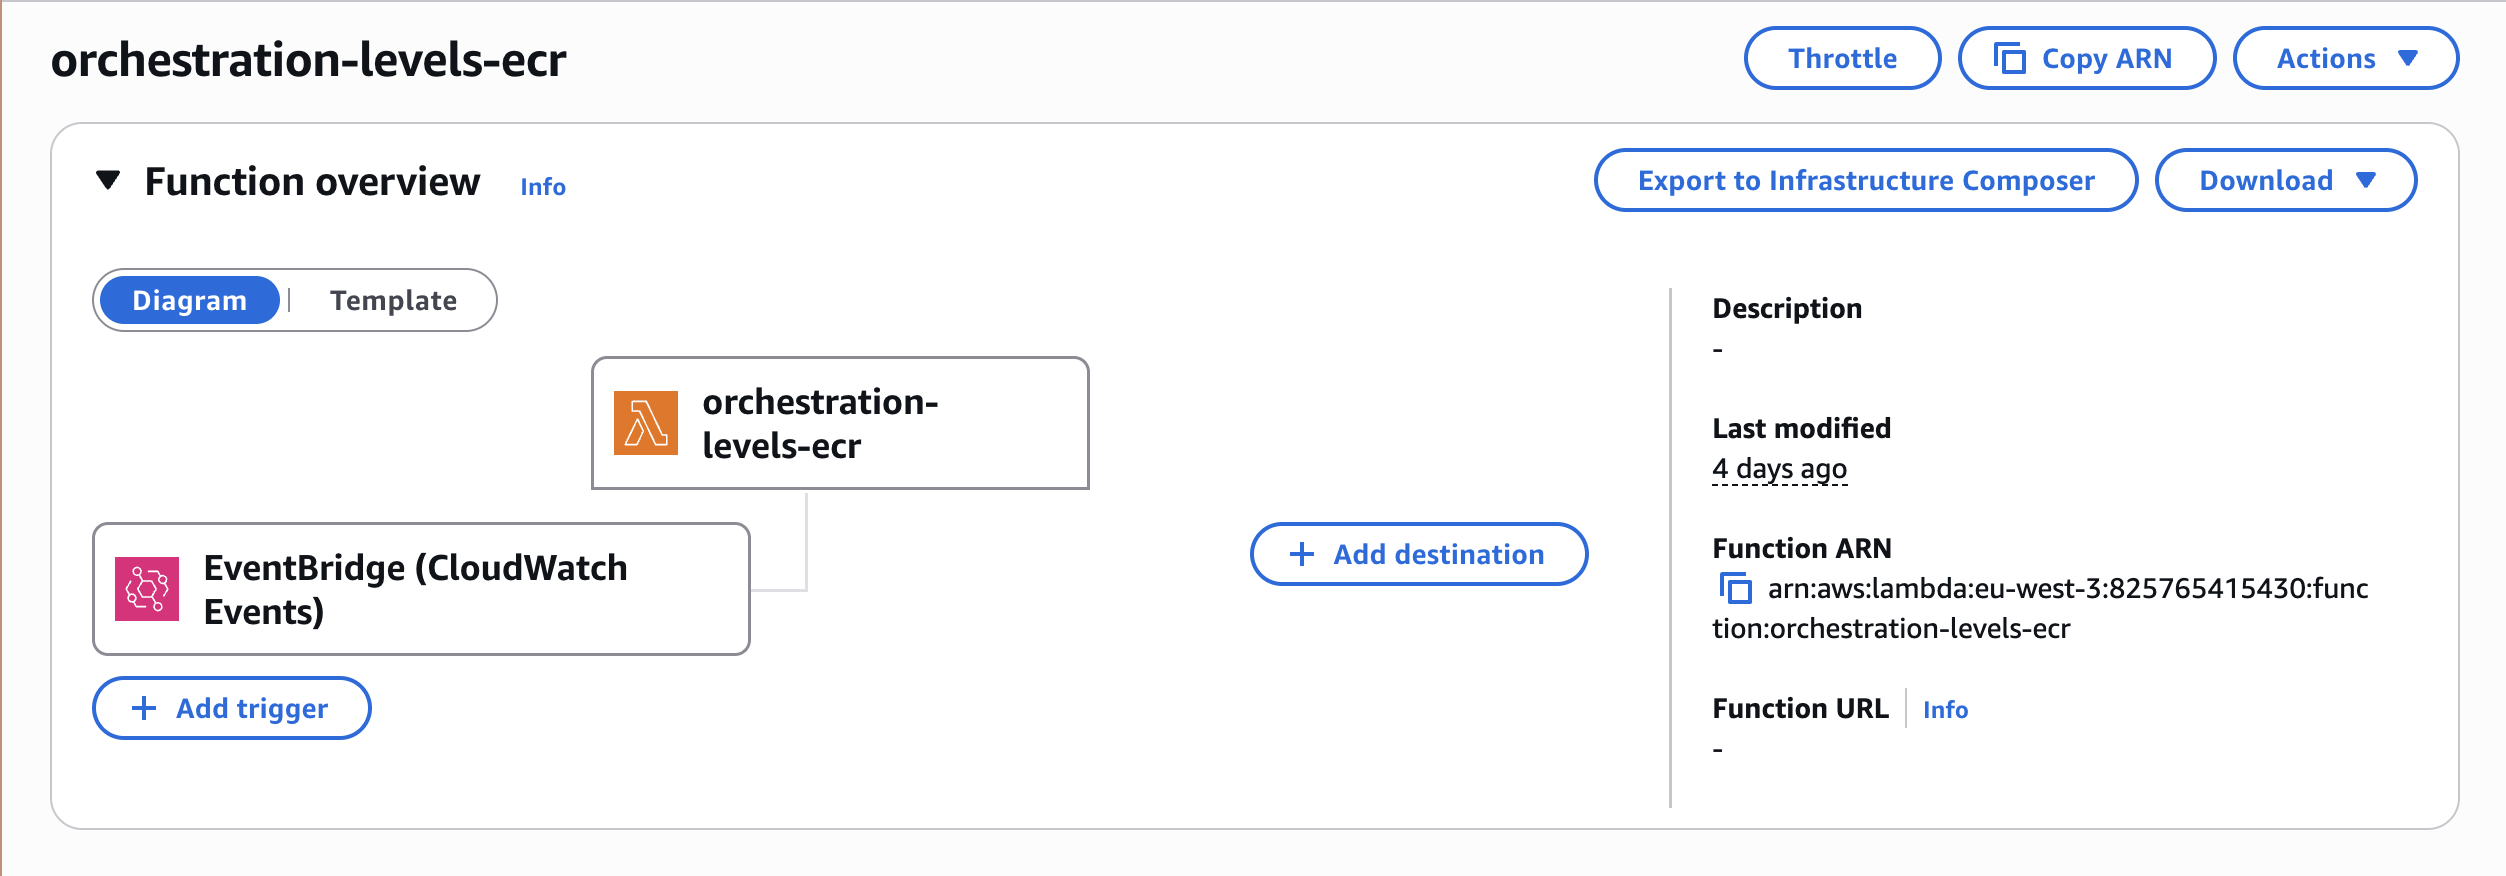 orchestration-levels-ecr
Throttle
Copy ARN
Actions
Function overview
Info
Export to Infrastructure Composer
Download
Diagram
Template
orchestration-
levels-ecr
EventBridge (CloudWatch
Events)
Add trigger
Add destination
Description
-
Last modified
4 days ago
Function ARN
arn:aws:lambda:eu-west-3:825765415430:func
tion:orchestration-levels-ecr
Function URL
Info
-